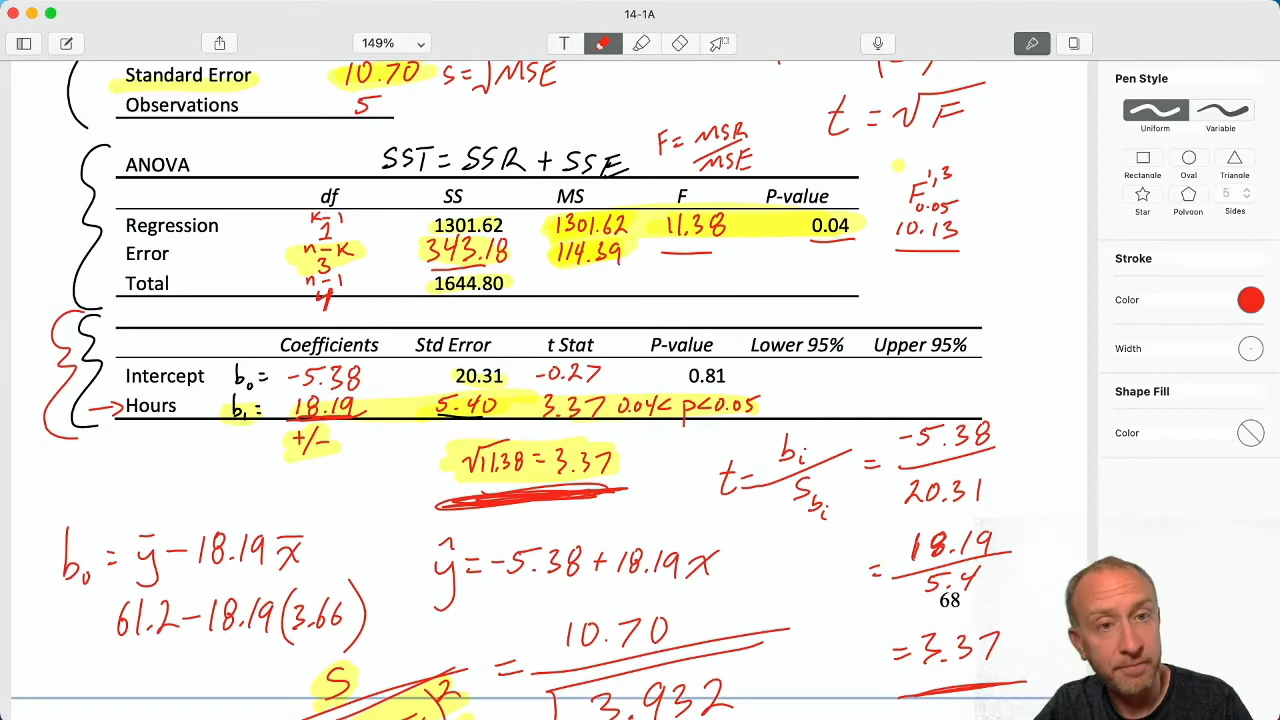 14-1A
149%
T
Pen Style
Standard Error 10.70 s=√MSE
Observations 5
t = √F
Uniform Variable
Rectangle Oval Triangle
5
Star Polygon Sides
ANOVA SST = SSR + SSE F = MSR/MSE
F1,3 0.05
10.13
df SS MS F P-value
Regression k-1 1 1301.62 1301.62 11.38 0.04
Error n-k 3 343.18 114.39
Total n-1 4 1644.80
Stroke
Color
Width
Shape Fill
Color
Coefficients Std Error t Stat P-value Lower 95% Upper 95%
Intercept b0 = -5.38 20.31 -0.27 0.81
Hours b1 = 18.19 5.40 3.37 0.04< p<0.05
+/-
√11.38 = 3.37
t = bi/Sbi = -5.38/20.31
= 18.19/5.4
68
= 3.37
b0 = ȳ - 18.19 x̄
61.2 - 18.19(3.66)
ŷ = -5.38 + 18.19x
S
2
= 10.70
√3.932